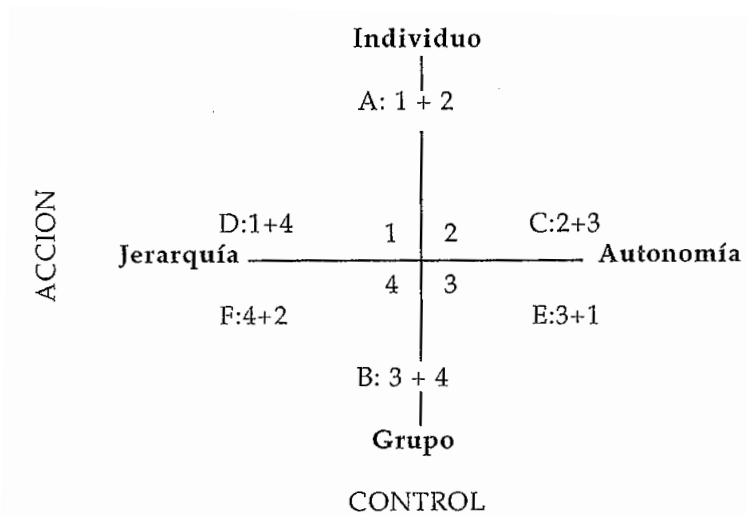 Individuo
A: 1 + 2
ACCION
D:1+4
1 2
C:2+3
Jerarquía
Autonomía
4 3
F:4+2
E:3+1
B: 3 + 4
Grupo
CONTROL